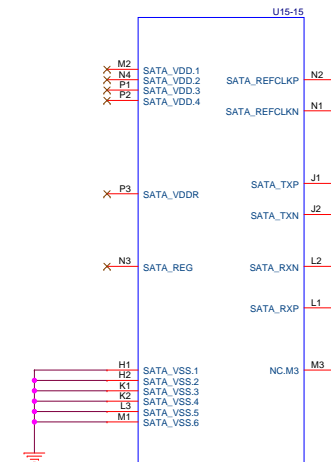 U15-15
M2 SATA_VDD.1
N4 SATA_VDD.2
P1 SATA_VDD.3
P2 SATA_VDD.4
SATA_REFCLKP N2
SATA_REFCLKN N1
SATA_TXP J1
P3 SATA_VDDR
SATA_TXN J2
N3 SATA_REG
SATA_RXN L2
SATA_RXP L1
H1 SATA_VSS.1
NC.M3 M3
H2 SATA_VSS.2
K1 SATA_VSS.3
K2 SATA_VSS.4
L3 SATA_VSS.5
M1 SATA_VSS.6